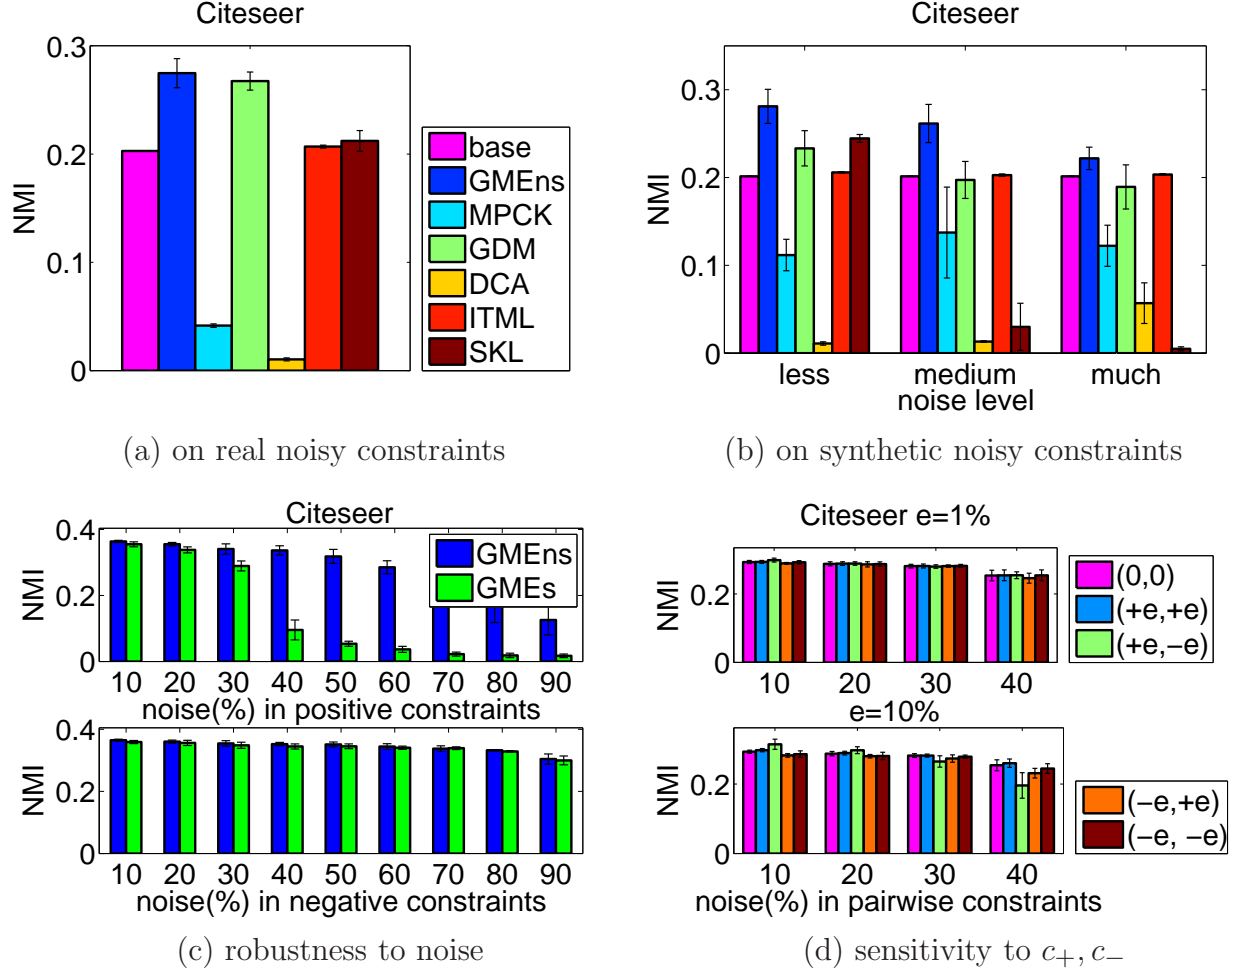 Citeseer
0.3
0.2
0.1
0
NMI
base
GMEns
MPCK
GDM
DCA
ITML
SKL
(a) on real noisy constraints
Citeseer
0.3
0.2
0.1
0
NMI
less medium much
noise level
(b) on synthetic noisy constraints
Citeseer
0.4
0.2
0
NMI
GMEns
GMEs
10 20 30 40 50 60 70 80 90
noise(%) in positive constraints
0.4
0.2
0
NMI
10 20 30 40 50 60 70 80 90
noise(%) in negative constraints
(c) robustness to noise
Citeseer e=1%
0.2
0
NMI
(0,0)
(+e,+e)
(+e,−e)
10 20 30 40
e=10%
0.2
0
NMI
(−e,+e)
(−e, −e)
10 20 30 40
noise(%) in pairwise constraints
(d) sensitivity to c₊, c₋